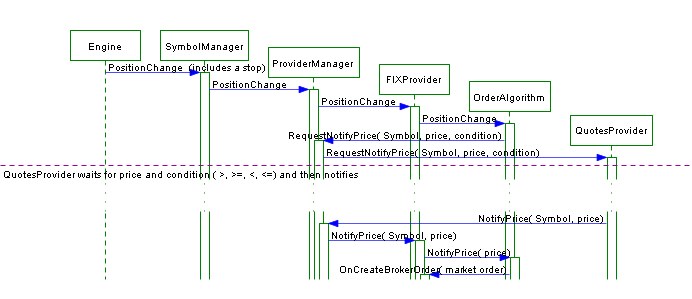 Engine
SymbolManager
ProviderManager
FIXProvider
OrderAlgorithm
QuotesProvider
PositionChange (includes a stop)
PositionChange
PositionChange
PositionChange
RequestNotifyPrice( Symbol, price, condition)
RequestNotifyPrice( Symbol, price, condition)
QuotesProvider waits for price and condition ( >, >=, <, <=) and then notifies
NotifyPrice( Symbol, price)
NotifyPrice( Symbol, price)
NotifyPrice( price)
OnCreateBrokerOrder( market order)